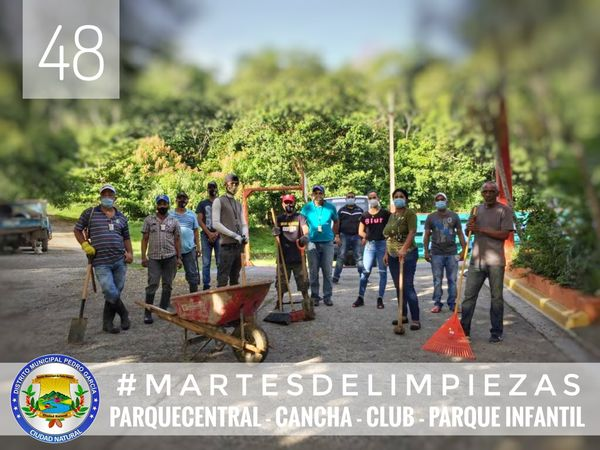 48
#MARTESDELIMPIEZAS
PARQUECENTRAL - CANCHA - CLUB - PARQUE INFANTIL
DISTRITO MUNICIPAL PEDRO GARCIA
CIUDAD NATURAL